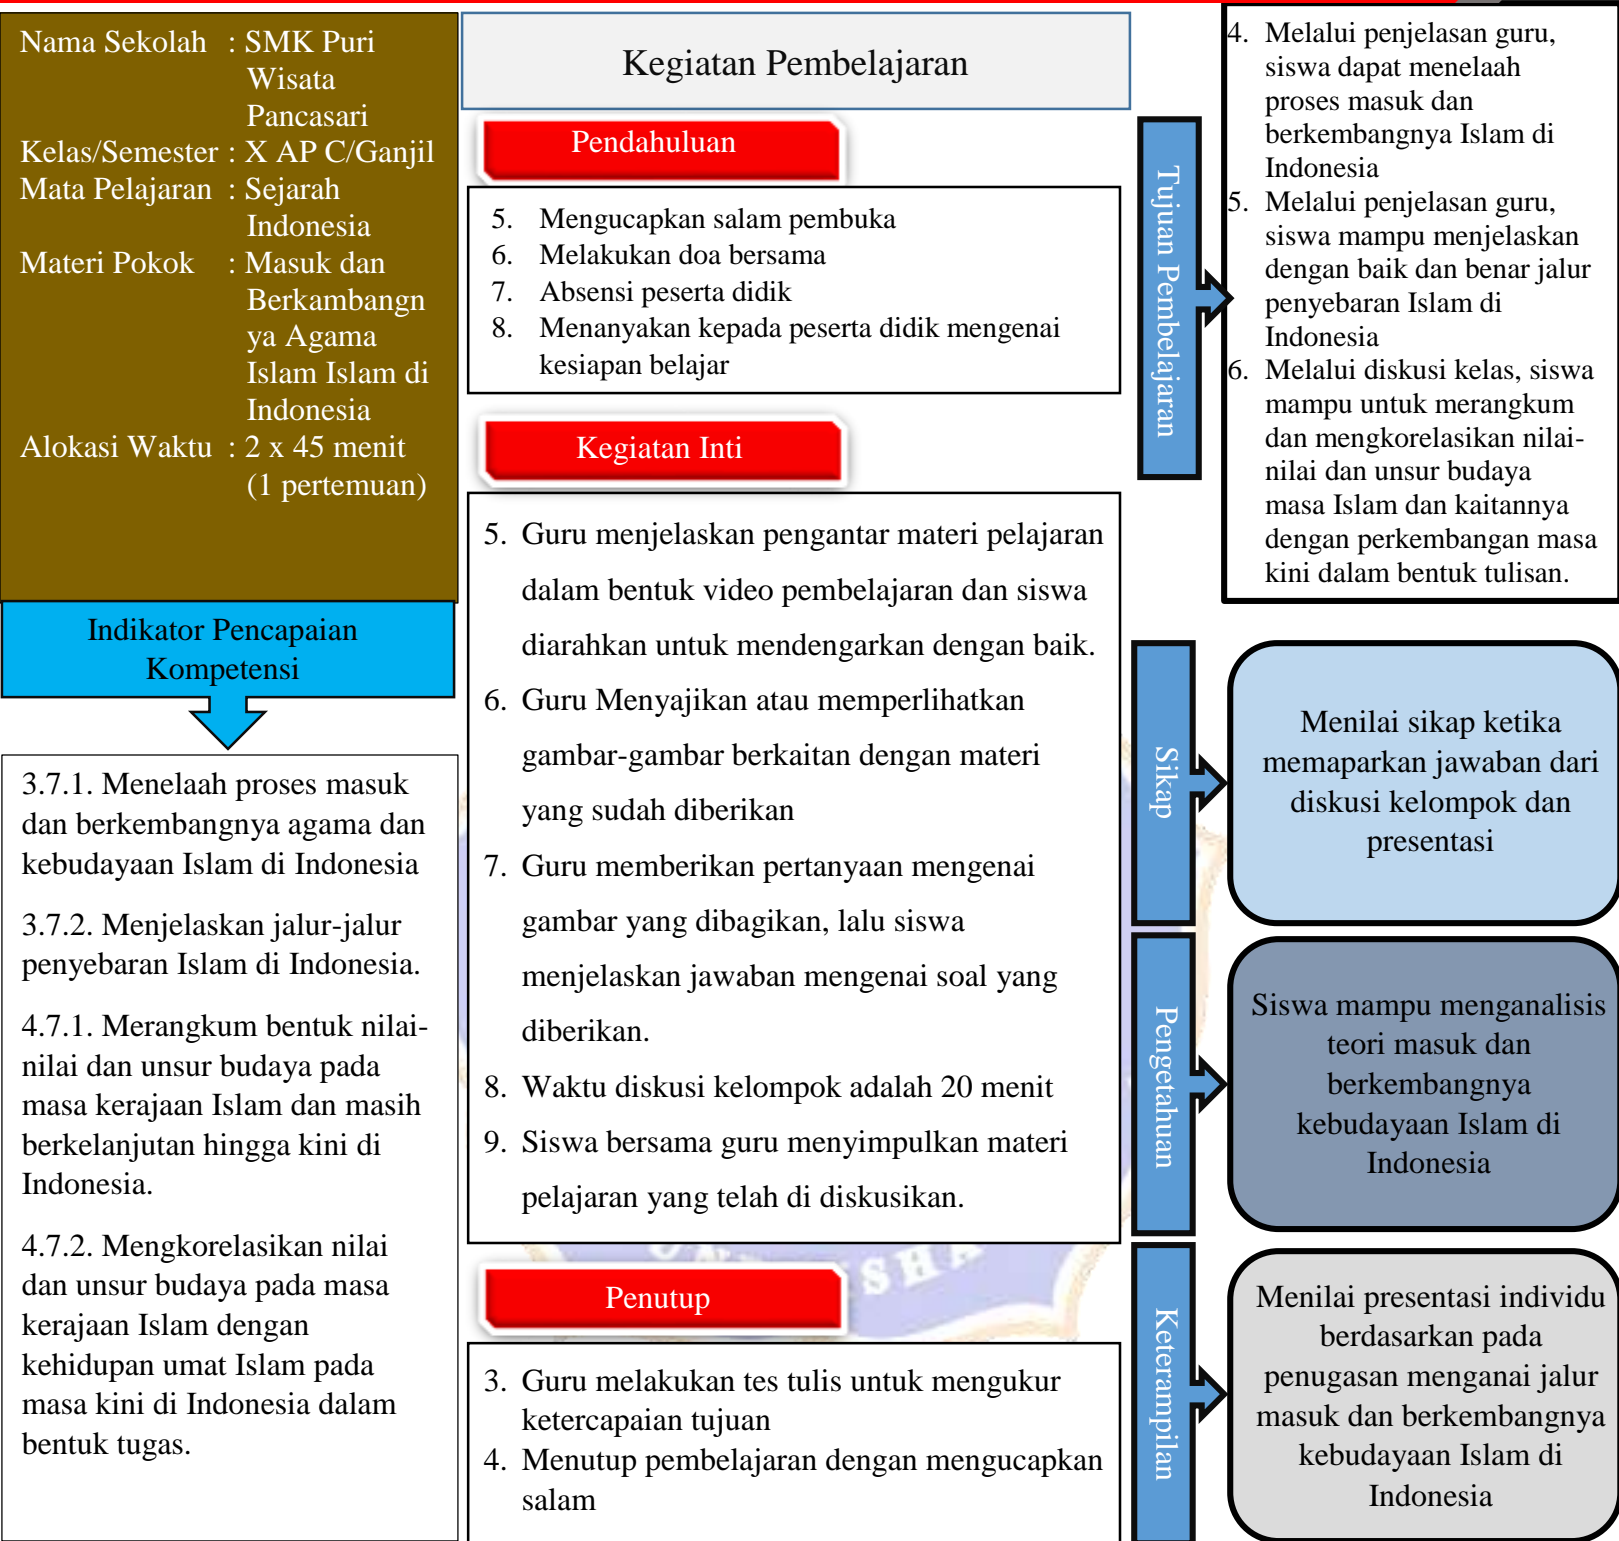 Nama Sekolah : SMK Puri
Wisata
Pancasari
Kelas/Semester : X AP C/Ganjil
Mata Pelajaran : Sejarah
Indonesia
Materi Pokok : Masuk dan
Berkambangn
ya Agama
Islam Islam di
Indonesia
Alokasi Waktu : 2 x 45 menit
(1 pertemuan)
Indikator Pencapaian
Kompetensi
3.7.1. Menelaah proses masuk
dan berkembangnya agama dan
kebudayaan Islam di Indonesia
3.7.2. Menjelaskan jalur-jalur
penyebaran Islam di Indonesia.
4.7.1. Merangkum bentuk nilai-
nilai dan unsur budaya pada
masa kerajaan Islam dan masih
berkelanjutan hingga kini di
Indonesia.
4.7.2. Mengkorelasikan nilai
dan unsur budaya pada masa
kerajaan Islam dengan
kehidupan umat Islam pada
masa kini di Indonesia dalam
bentuk tugas.
Kegiatan Pembelajaran
Pendahuluan
5. Mengucapkan salam pembuka
6. Melakukan doa bersama
7. Absensi peserta didik
8. Menanyakan kepada peserta didik mengenai
kesiapan belajar
Kegiatan Inti
5. Guru menjelaskan pengantar materi pelajaran
dalam bentuk video pembelajaran dan siswa
diarahkan untuk mendengarkan dengan baik.
6. Guru Menyajikan atau memperlihatkan
gambar-gambar berkaitan dengan materi
yang sudah diberikan
7. Guru memberikan pertanyaan mengenai
gambar yang dibagikan, lalu siswa
menjelaskan jawaban mengenai soal yang
diberikan.
8. Waktu diskusi kelompok adalah 20 menit
9. Siswa bersama guru menyimpulkan materi
pelajaran yang telah di diskusikan.
Penutup
3. Guru melakukan tes tulis untuk mengukur
ketercapaian tujuan
4. Menutup pembelajaran dengan mengucapkan
salam
Tujuan Pembelajaran
4. Melalui penjelasan guru,
siswa dapat menelaah
proses masuk dan
berkembangnya Islam di
Indonesia
5. Melalui penjelasan guru,
siswa mampu menjelaskan
dengan baik dan benar jalur
penyebaran Islam di
Indonesia
6. Melalui diskusi kelas, siswa
mampu untuk merangkum
dan mengkorelasikan nilai-
nilai dan unsur budaya
masa Islam dan kaitannya
dengan perkembangan masa
kini dalam bentuk tulisan.
Sikap
Menilai sikap ketika
memaparkan jawaban dari
diskusi kelompok dan
presentasi
Pengetahuan
Siswa mampu menganalisis
teori masuk dan
berkembangnya
kebudayaan Islam di
Indonesia
Keterampilan
Menilai presentasi individu
berdasarkan pada
penugasan menganai jalur
masuk dan berkembangnya
kebudayaan Islam di
Indonesia